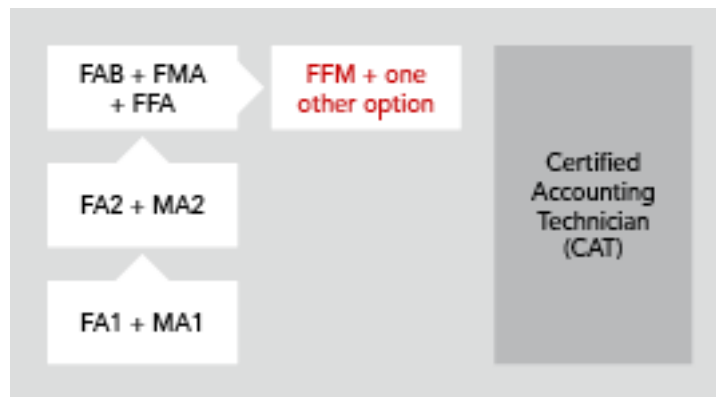 FAB + FMA
+ FFA
FFM + one
other option
FA2 + MA2
FA1 + MA1
Certified
Accounting
Technician
(CAT)